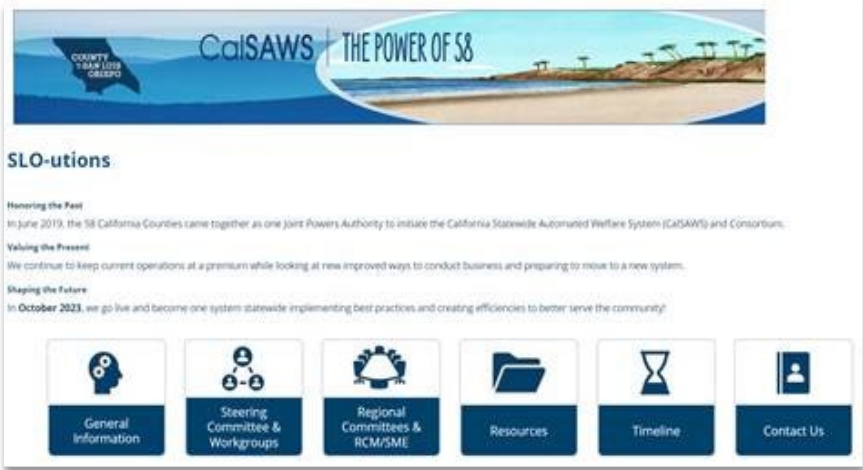 COUNTY
OF SAN LUIS
OBISPO
CalSAWS | THE POWER OF 58
SLO-utions
Honoring the Past
In June 2019, the 58 California Counties came together as one Joint Powers Authority to initiate the California Statewide Automated Welfare System (CalSAWS) and Consortium.
Valuing the Present
We continue to keep current operations at a premium while looking at new improved ways to conduct business and preparing to move to a new system.
Shaping the Future
In October 2023, we go live and become one system statewide implementing best practices and creating efficiencies to better serve the community!
General
Information
Steering
Committee &
Workgroups
Regional
Committees &
RCM/SME
Resources
Timeline
Contact Us